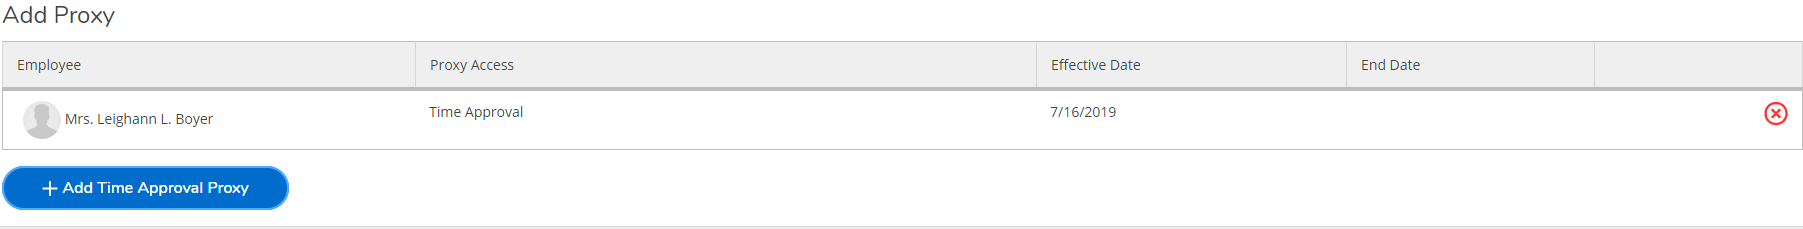 Add Proxy
Employee Proxy Access Effective Date End Date
Mrs. Leighann L. Boyer Time Approval 7/16/2019
+ Add Time Approval Proxy